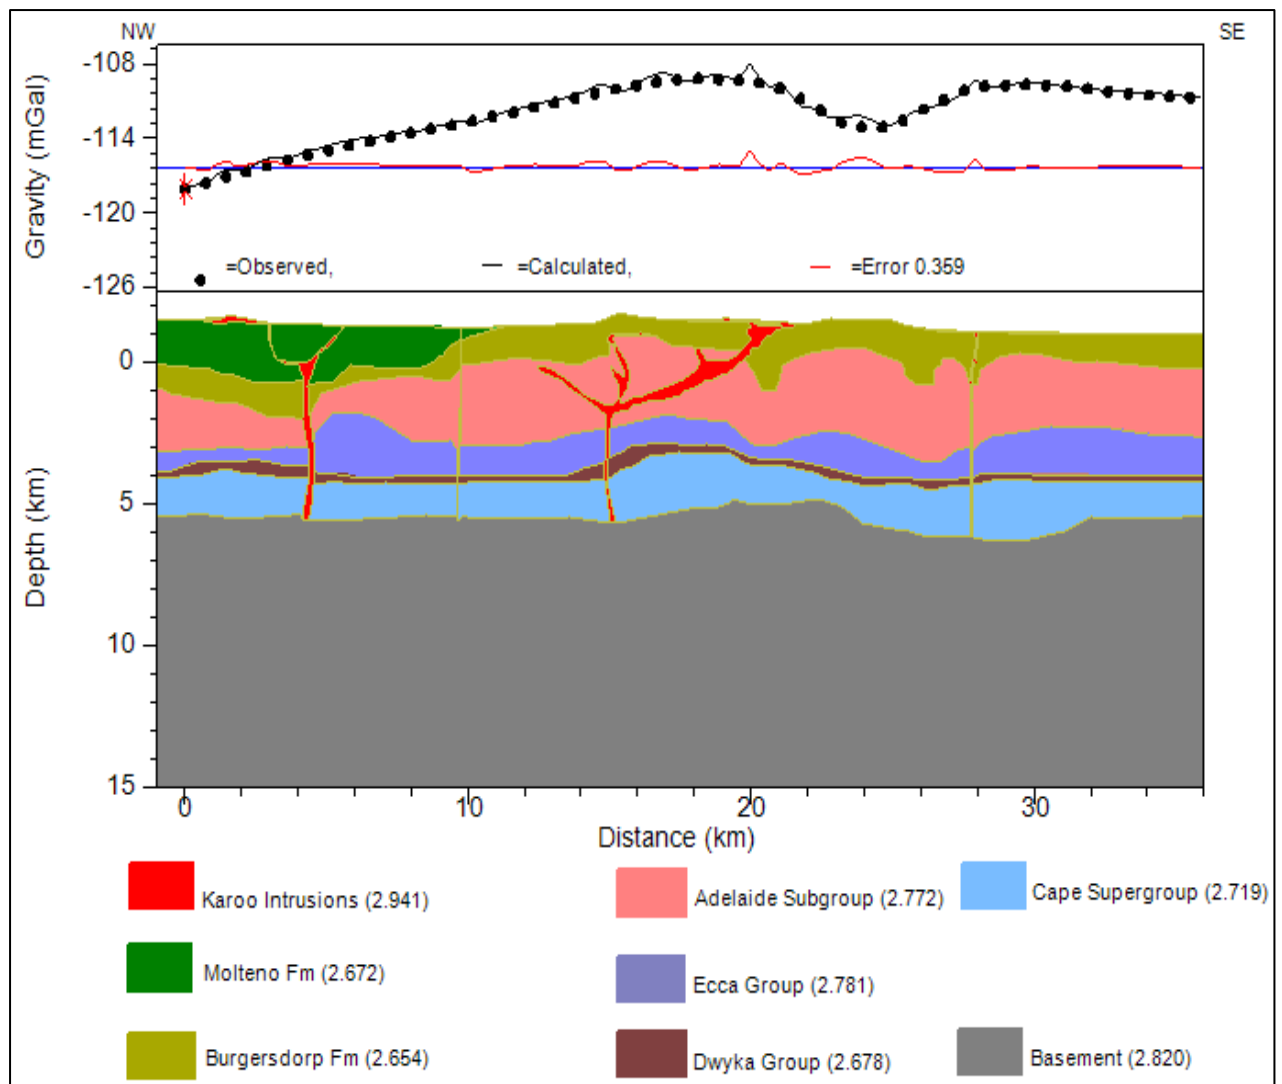 NW SE
-108
-114
-120
-126
Gravity (mGal)
=Observed, =Calculated, =Error 0.359
0
5
10
15
Depth (km)
0 10 20 30
Distance (km)
Karoo Intrusions (2.941) Adelaide Subgroup (2.772) Cape Supergroup (2.719)
Molteno Fm (2.672) Ecca Group (2.781)
Burgersdorp Fm (2.654) Dwyka Group (2.678) Basement (2.820)